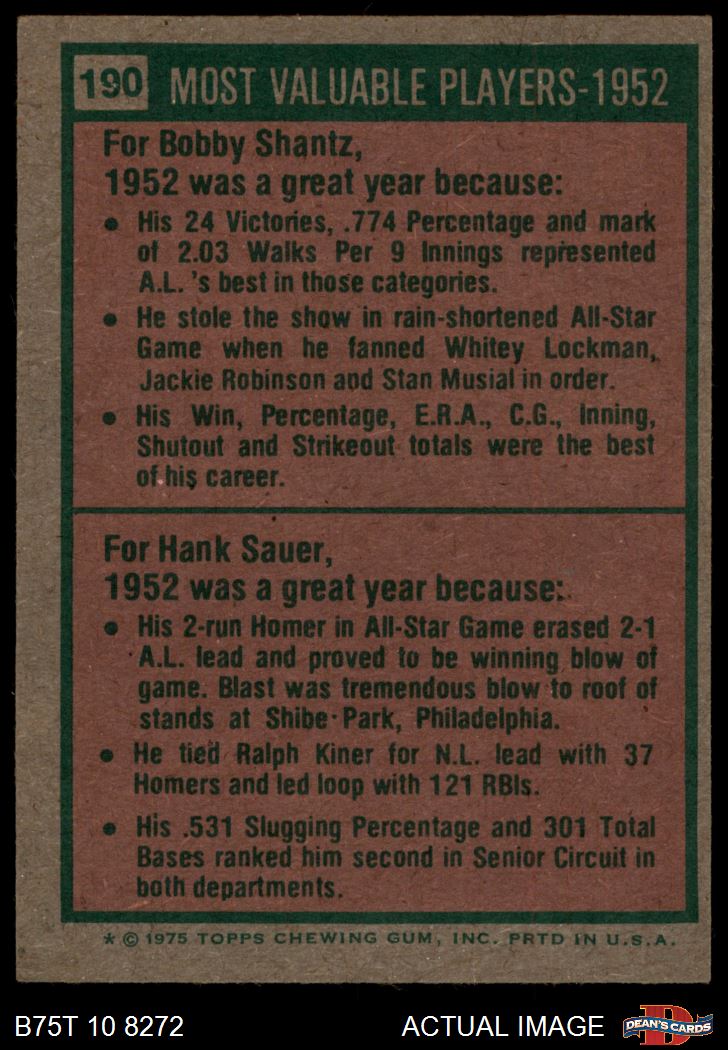 190 MOST VALUABLE PLAYERS-1952
For Bobby Shantz,
1952 was a great year because:
• His 24 Victories, .774 Percentage and mark
of 2.03 Walks Per 9 Innings represented
A.L.'s best in those categories.
• He stole the show in rain-shortened All-Star
Game when he fanned Whitey Lockman,
Jackie Robinson and Stan Musial in order.
• His Win, Percentage, E.R.A., C.G., Inning,
Shutout and Strikeout totals were the best
of his career.
For Hank Sauer,
1952 was a great year because:
• His 2-run Homer in All-Star Game erased 2-1
A.L. lead and proved to be winning blow of
game. Blast was tremendous blow to roof of
stands at Shibe Park, Philadelphia.
• He tied Ralph Kiner for N.L. lead with 37
Homers and led loop with 121 RBIs.
• His .531 Slugging Percentage and 301 Total
Bases ranked him second in Senior Circuit in
both departments.
* © 1975 TOPPS CHEWING GUM, INC. PRTD IN U.S.A.
B75T 10 8272 ACTUAL IMAGE D DEAN'S CARDS